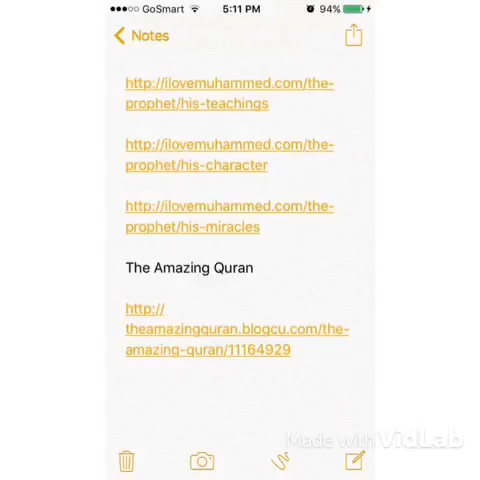 GoSmart 5:11 PM 94%
Notes
http://ilovemuhammed.com/the-
prophet/his-teachings
http://ilovemuhammed.com/the-
prophet/his-character
http://ilovemuhammed.com/the-
prophet/his-miracles
The Amazing Quran
http://
theamazingquran.blogcu.com/the-
amazing-quran/11164929
Made with VidLab